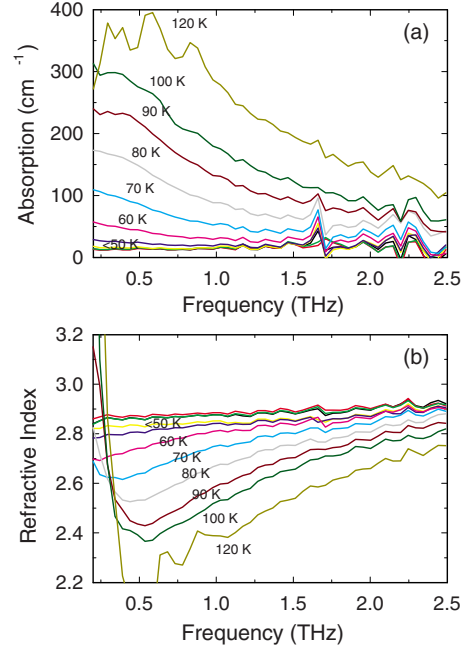 400
300
200
100
0
Absorption (cm⁻¹)
(a)
120 K
100 K
90 K
80 K
70 K
60 K
<50 K
0.5 1.0 1.5 2.0 2.5
Frequency (THz)
3.2
3.0
2.8
2.6
2.4
2.2
Refractive Index
(b)
<50 K
60 K
70 K
80 K
90 K
100 K
120 K
0.5 1.0 1.5 2.0 2.5
Frequency (THz)